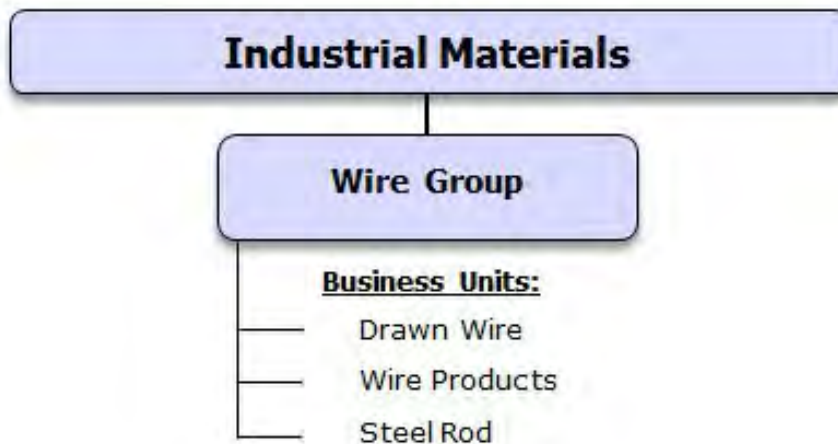 Industrial Materials
Wire Group
Business Units:
Drawn Wire
Wire Products
Steel Rod